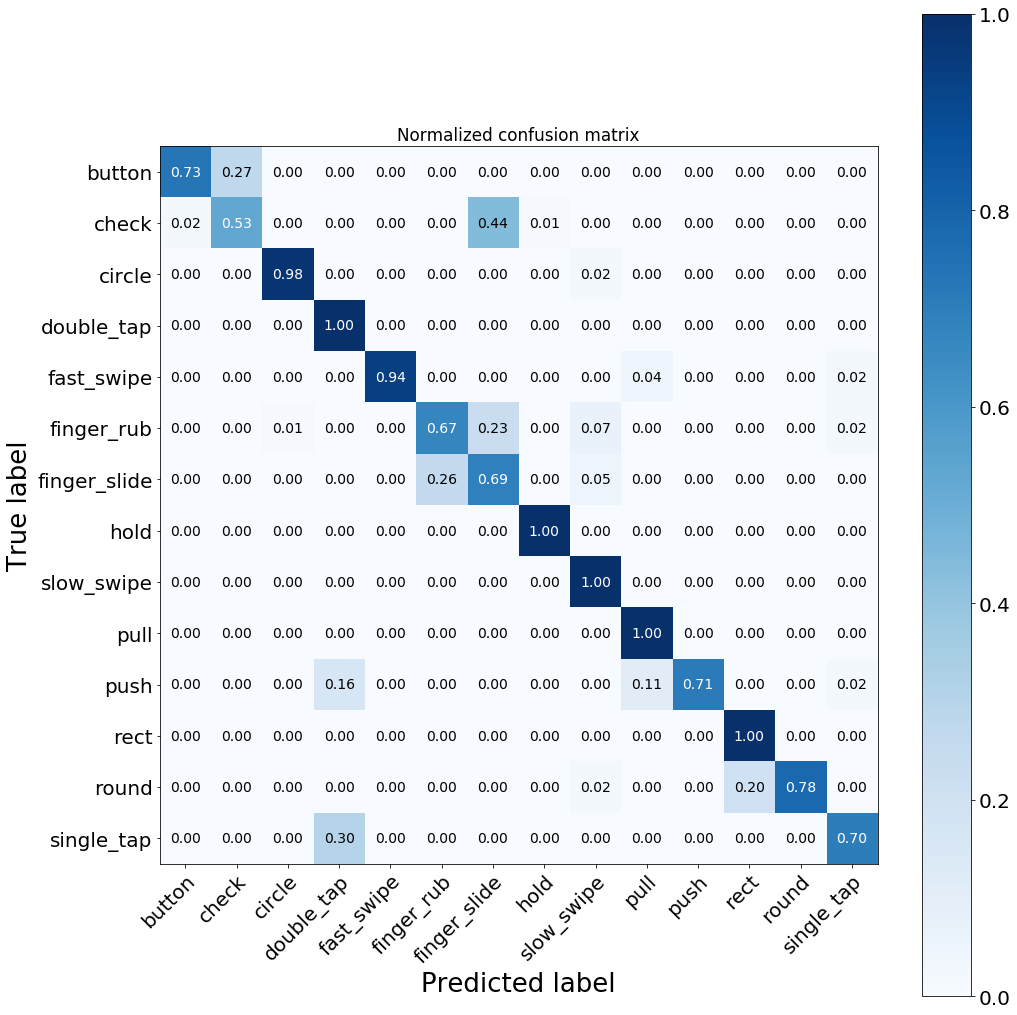 Normalized confusion matrix
button 0.73 0.27 0.00 0.00 0.00 0.00 0.00 0.00 0.00 0.00 0.00 0.00 0.00 0.00
check 0.02 0.53 0.00 0.00 0.00 0.00 0.44 0.01 0.00 0.00 0.00 0.00 0.00 0.00
circle 0.00 0.00 0.98 0.00 0.00 0.00 0.00 0.00 0.02 0.00 0.00 0.00 0.00 0.00
double_tap 0.00 0.00 0.00 1.00 0.00 0.00 0.00 0.00 0.00 0.00 0.00 0.00 0.00 0.00
fast_swipe 0.00 0.00 0.00 0.00 0.94 0.00 0.00 0.00 0.00 0.04 0.00 0.00 0.00 0.02
finger_rub 0.00 0.00 0.01 0.00 0.00 0.67 0.23 0.00 0.07 0.00 0.00 0.00 0.00 0.02
finger_slide 0.00 0.00 0.00 0.00 0.00 0.26 0.69 0.00 0.05 0.00 0.00 0.00 0.00 0.00
hold 0.00 0.00 0.00 0.00 0.00 0.00 0.00 1.00 0.00 0.00 0.00 0.00 0.00 0.00
slow_swipe 0.00 0.00 0.00 0.00 0.00 0.00 0.00 0.00 1.00 0.00 0.00 0.00 0.00 0.00
pull 0.00 0.00 0.00 0.00 0.00 0.00 0.00 0.00 0.00 1.00 0.00 0.00 0.00 0.00
push 0.00 0.00 0.00 0.16 0.00 0.00 0.00 0.00 0.00 0.11 0.71 0.00 0.00 0.02
rect 0.00 0.00 0.00 0.00 0.00 0.00 0.00 0.00 0.00 0.00 0.00 1.00 0.00 0.00
round 0.00 0.00 0.00 0.00 0.00 0.00 0.00 0.00 0.02 0.00 0.00 0.20 0.78 0.00
single_tap 0.00 0.00 0.00 0.30 0.00 0.00 0.00 0.00 0.00 0.00 0.00 0.00 0.00 0.70
True label
button check circle double_tap fast_swipe finger_rub finger_slide hold slow_swipe pull push rect round single_tap
Predicted label
1.0
0.8
0.6
0.4
0.2
0.0